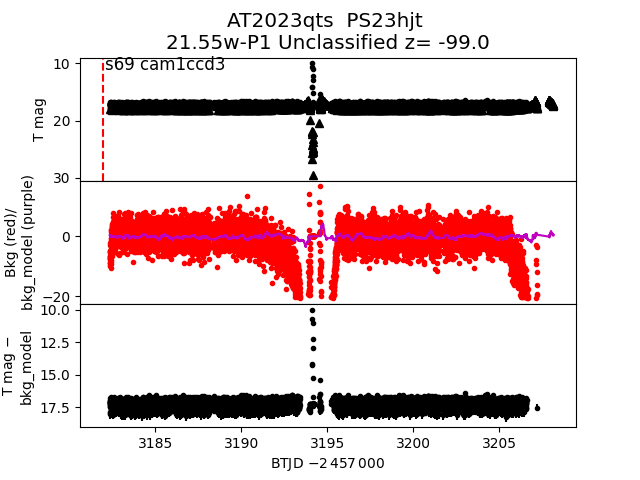 AT2023qts  PS23hjt
21.55w-P1 Unclassified z= -99.0
s69 cam1ccd3
10
20
30
T mag
0
−20
Bkg (red)/
bkg_model (purple)
10.0
12.5
15.0
17.5
T mag −
bkg_model
3185
3190
3195
3200
3205
BTJD −2 457 000